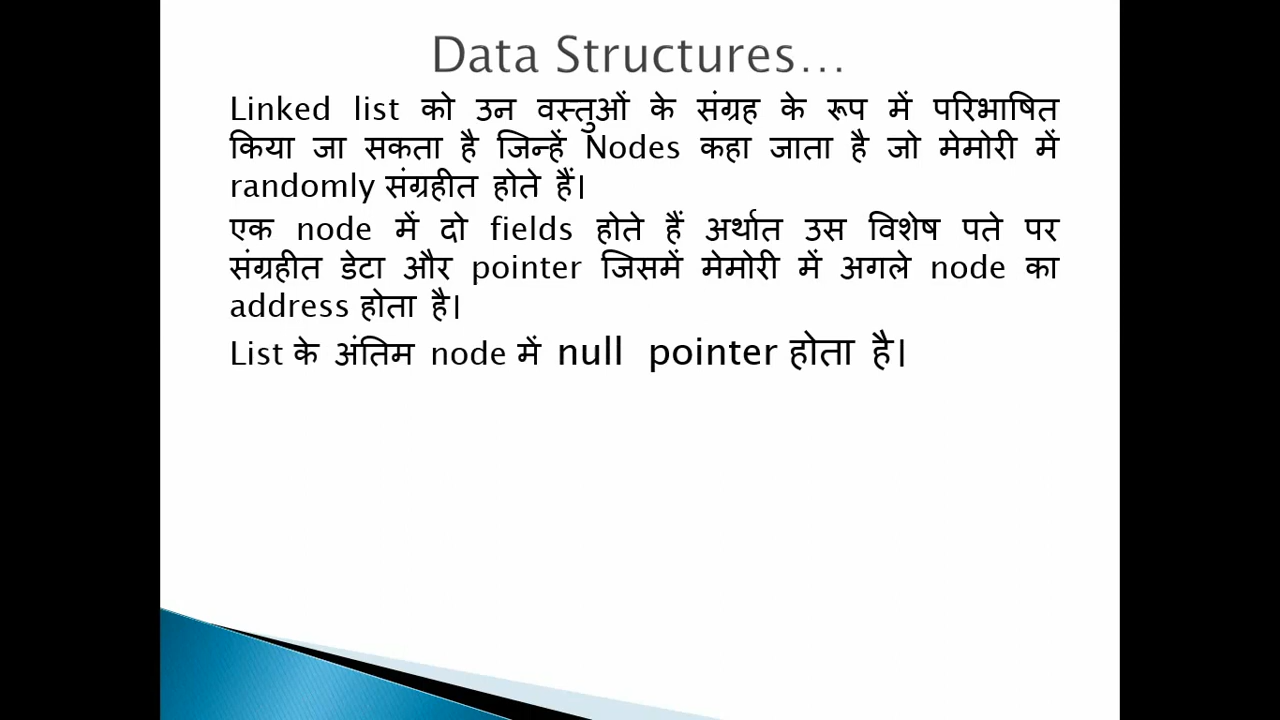 Data Structures...
Linked list को उन वस्तुओं के संग्रह के रूप में परिभाषित
किया जा सकता है जिन्हें Nodes कहा जाता है जो मेमोरी में
randomly संग्रहीत होते हैं।
एक node में दो fields होते हैं अर्थात उस विशेष पते पर
संग्रहीत डेटा और pointer जिसमें मेमोरी में अगले node का
address होता है।
List के अंतिम node में null pointer होता है।